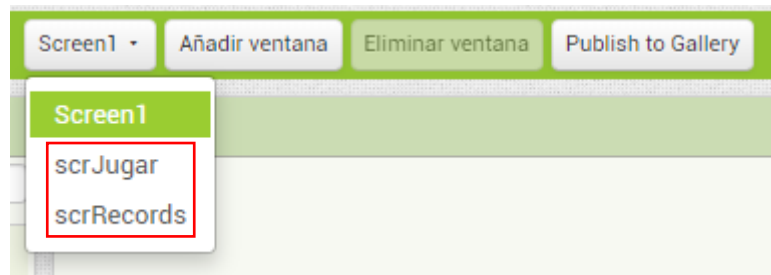 Screen1 Añadir ventana Eliminar ventana Publish to Gallery
Screen1
scrJugar
scrRecords